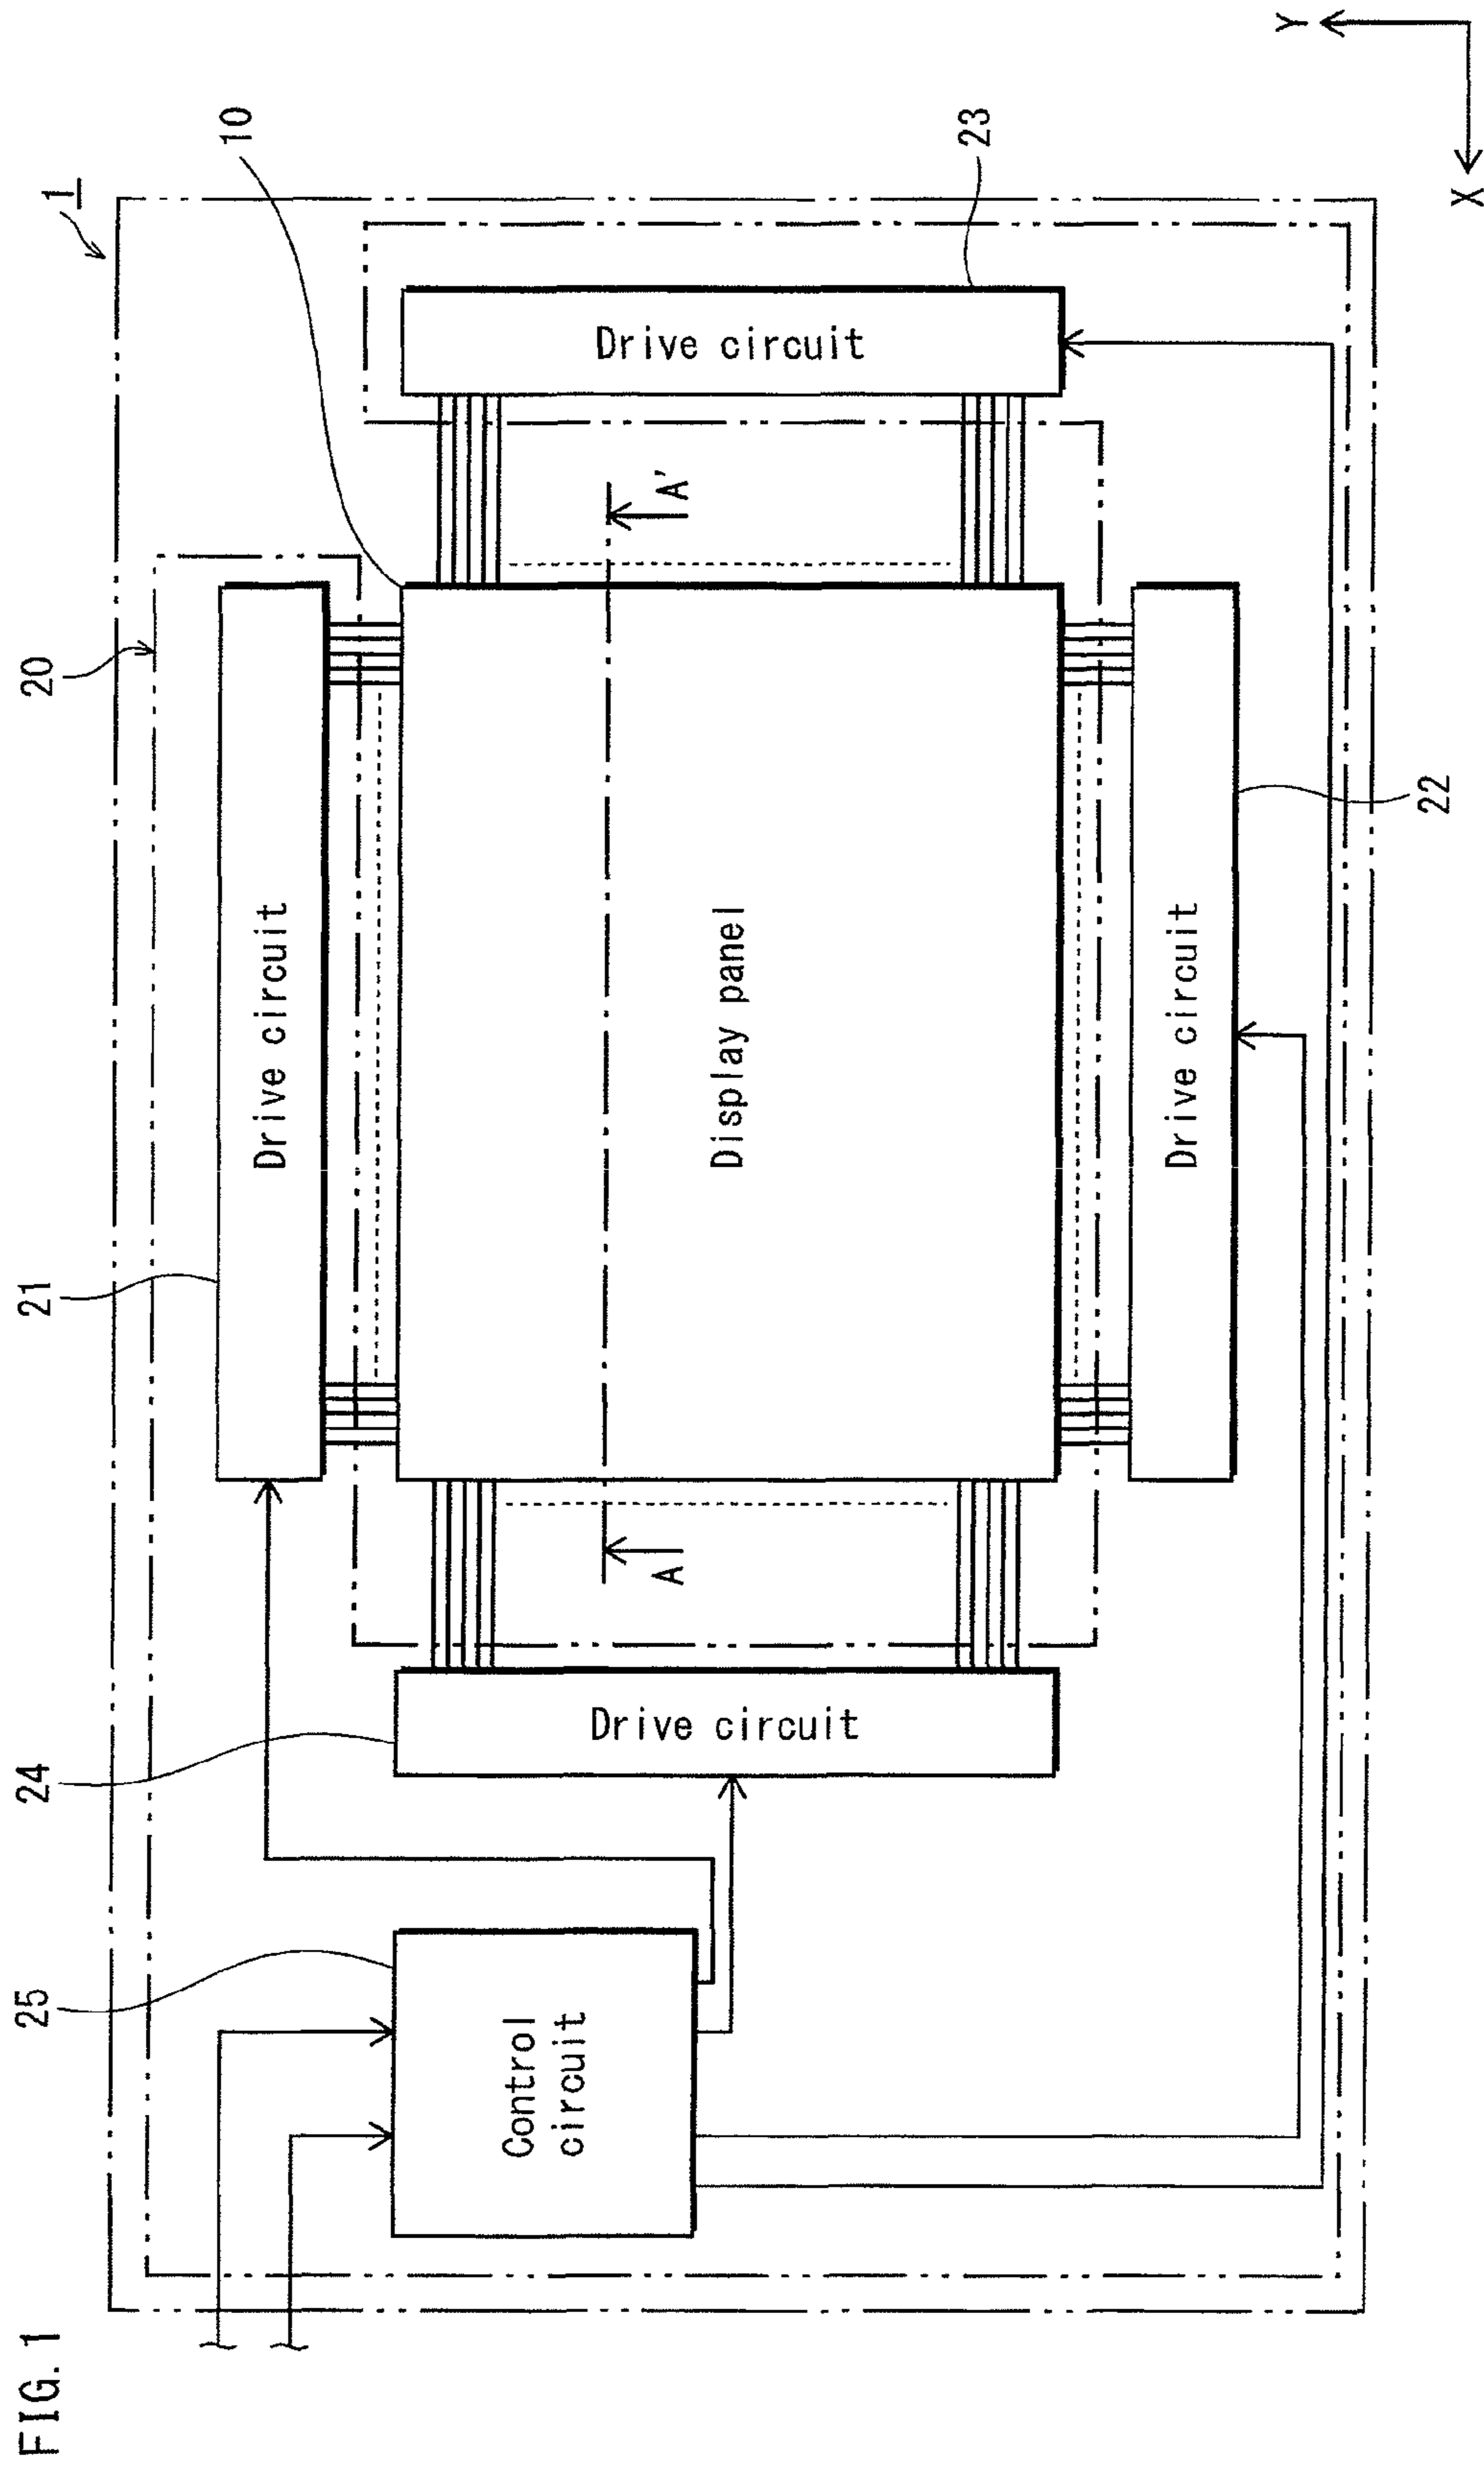 FIG. 1
1
20
21
24
25
10
23
22
Drive circuit
Drive circuit
Drive circuit
Drive circuit
Display panel
Control
circuit
A
A'
Y
X